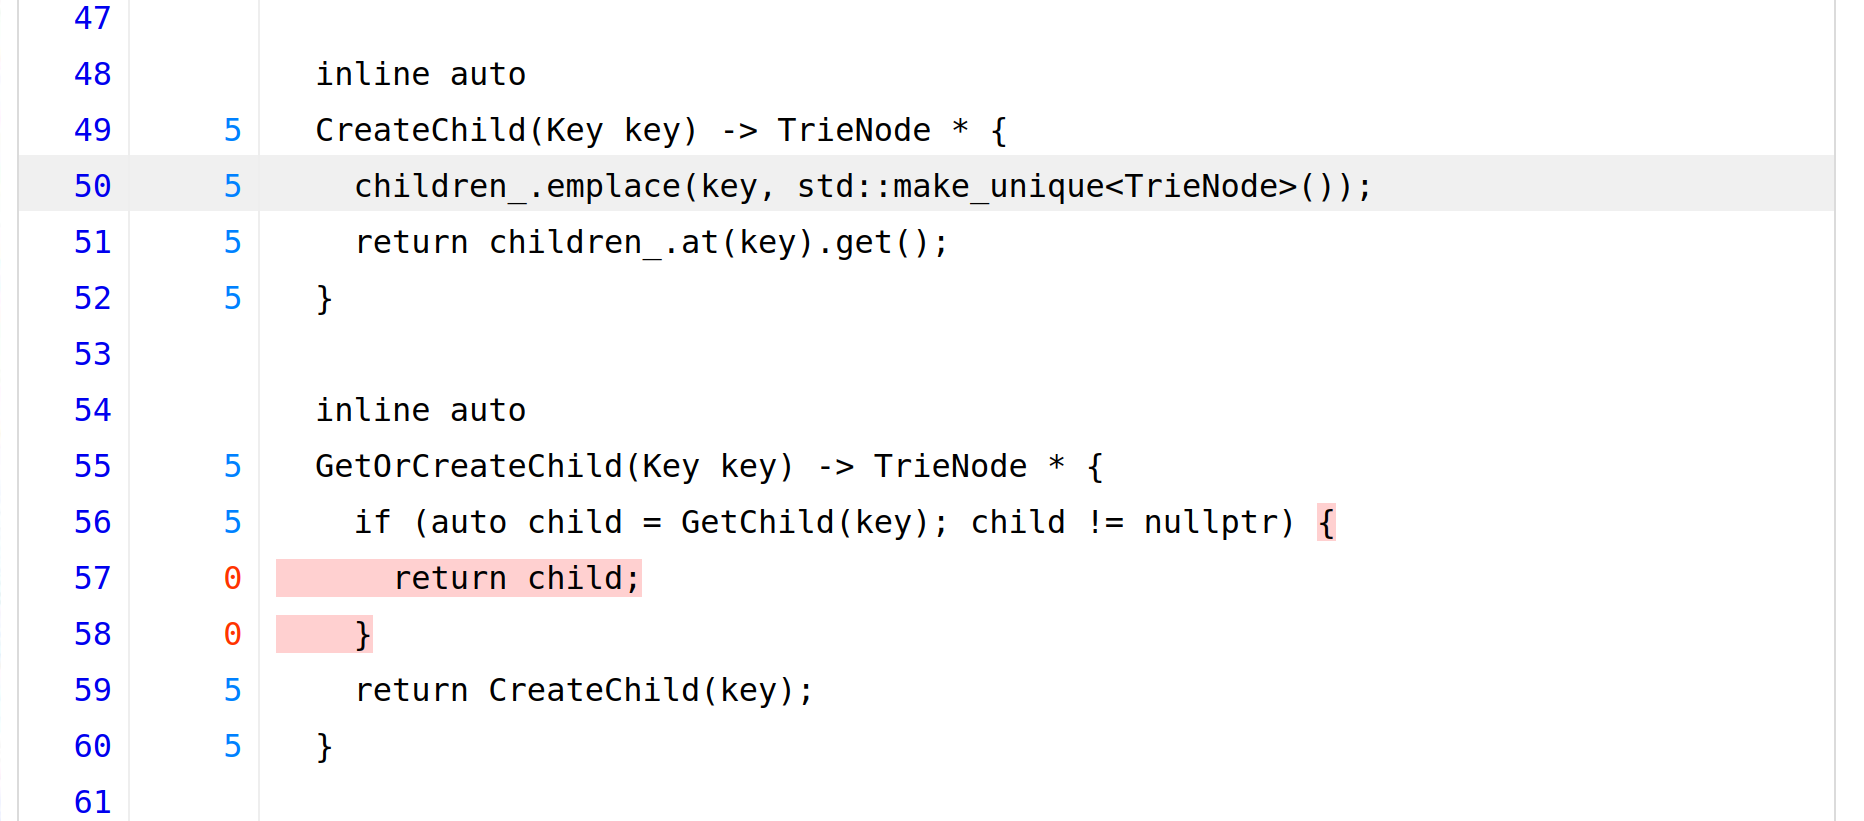 47
48 inline auto
49 5 CreateChild(Key key) -> TrieNode * {
50 5 children_.emplace(key, std::make_unique<TrieNode>());
51 5 return children_.at(key).get();
52 5 }
53
54 inline auto
55 5 GetOrCreateChild(Key key) -> TrieNode * {
56 5 if (auto child = GetChild(key); child != nullptr) {
57 0 return child;
58 0 }
59 5 return CreateChild(key);
60 5 }
61